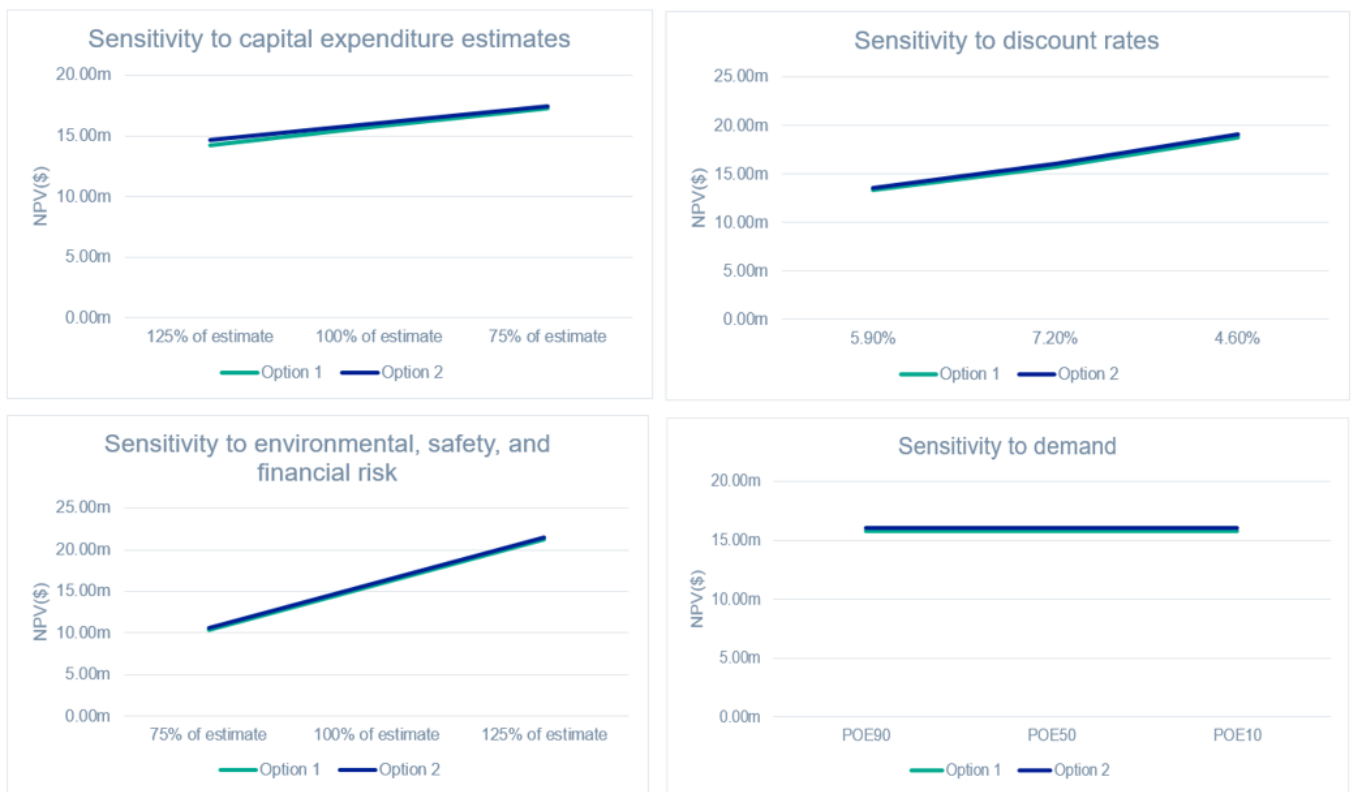 Sensitivity to capital expenditure estimates
20.00m
15.00m
10.00m
5.00m
0.00m
NPV($)
125% of estimate 100% of estimate 75% of estimate
Option 1 Option 2
Sensitivity to discount rates
25.00m
20.00m
15.00m
10.00m
5.00m
0.00m
NPV($)
5.90% 7.20% 4.60%
Option 1 Option 2
Sensitivity to environmental, safety, and
financial risk
25.00m
20.00m
15.00m
10.00m
5.00m
0.00m
NPV($)
75% of estimate 100% of estimate 125% of estimate
Option 1 Option 2
Sensitivity to demand
20.00m
15.00m
10.00m
5.00m
0.00m
NPV($)
POE90 POE50 POE10
Option 1 Option 2